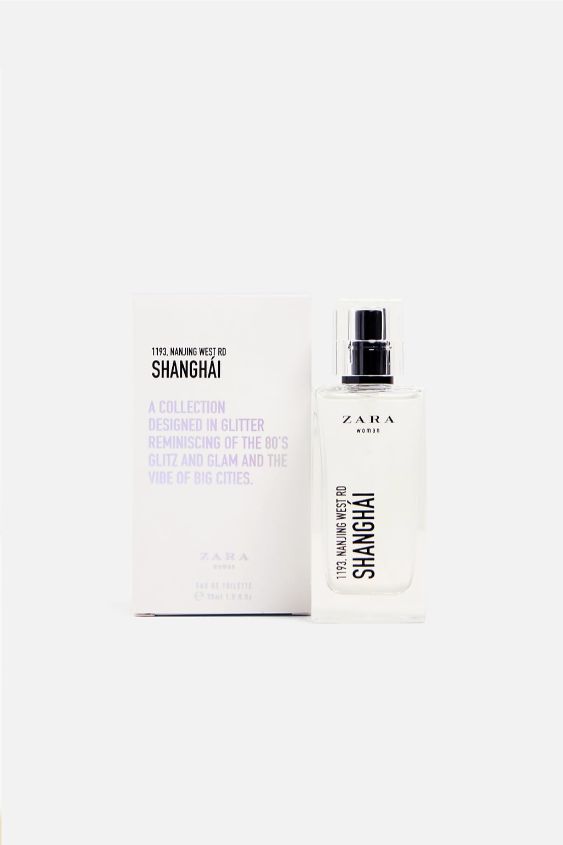 1193, NANJING WEST RD
SHANGHÁI
A COLLECTION
DESIGNED IN GLITTER
REMINISCING OF THE 80'S
GLITZ AND GLAM AND THE
VIBE OF BIG CITIES.
ZARA
woman
EAU DE TOILETTE
ZARA
woman
1193, NANJING WEST RD
SHANGHÁI